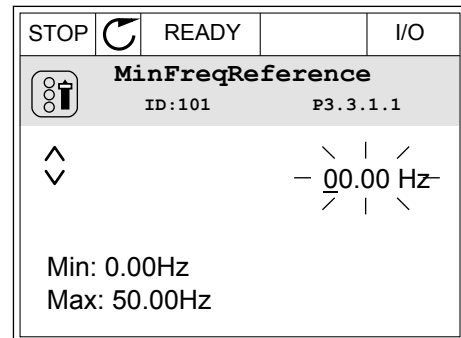 STOP READY I/O
MinFreqReference
ID:101 P3.3.1.1
00.00 Hz
Min: 0.00Hz
Max: 50.00Hz